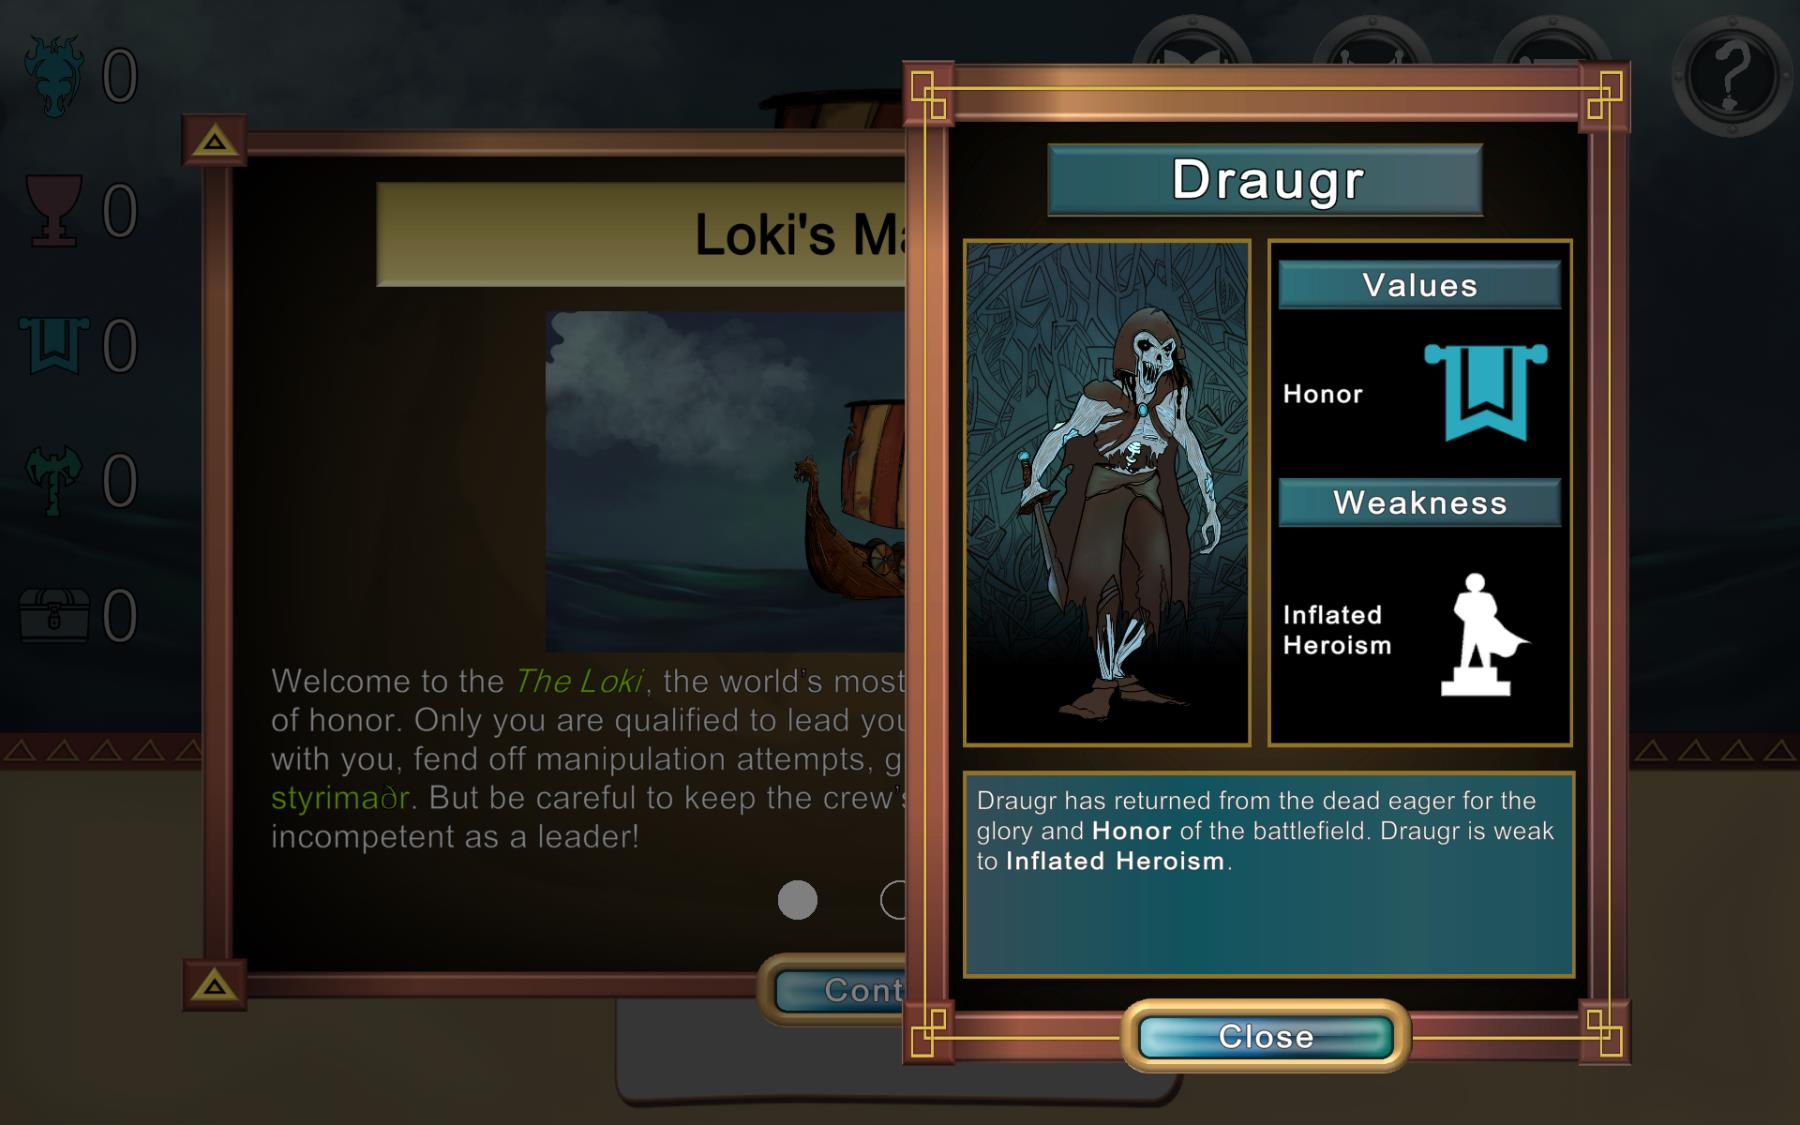 0
0
0
0
0
Loki's Ma
Welcome to the The Loki, the world's most
of honor. Only you are qualified to lead you
with you, fend off manipulation attempts, g
styrimaðr. But be careful to keep the crew's
incompetent as a leader!
Cont
?
Draugr
Values
Honor
Weakness
Inflated
Heroism
Draugr has returned from the dead eager for the
glory and Honor of the battlefield. Draugr is weak
to Inflated Heroism.
Close